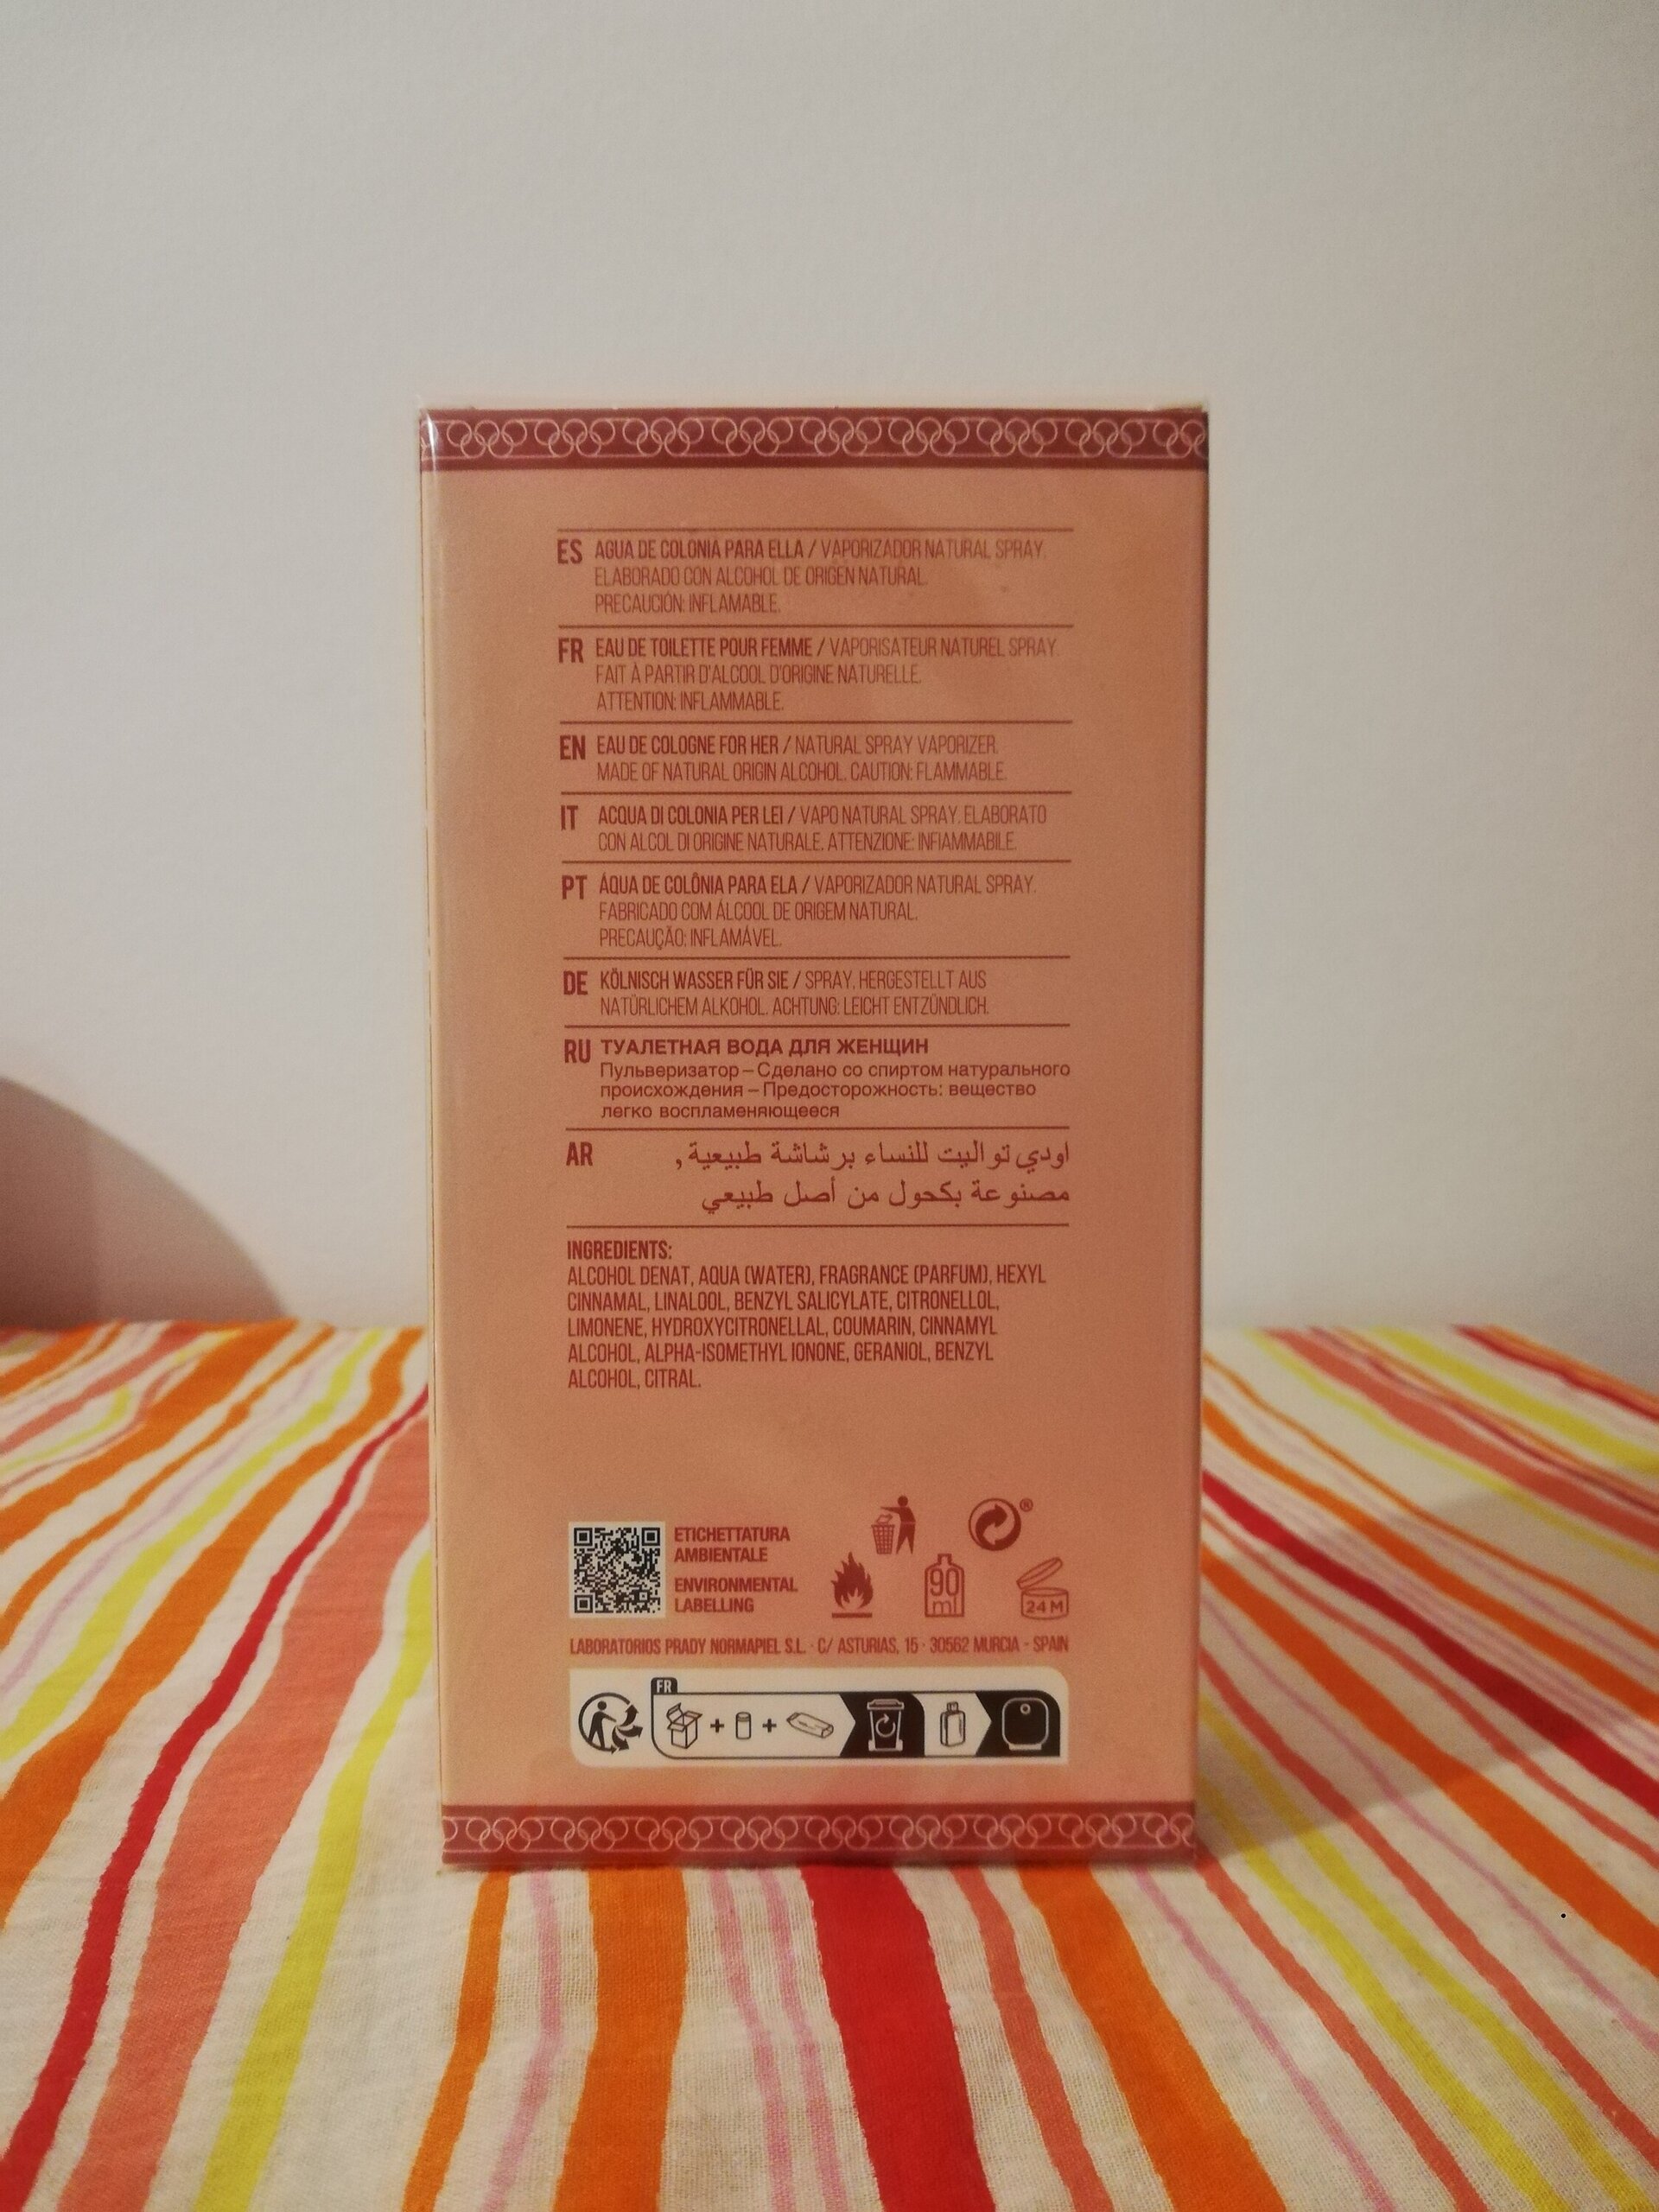 ES AGUA DE COLONIA PARA ELLA / VAPORIZADOR NATURAL SPRAY.
ELABORADO CON ALCOHOL DE ORIGEN NATURAL.
PRECAUCIÓN: INFLAMABLE.
FR EAU DE TOILETTE POUR FEMME / VAPORISATEUR NATUREL SPRAY.
FAIT À PARTIR D'ALCOOL D'ORIGINE NATURELLE.
ATTENTION: INFLAMMABLE.
EN EAU DE COLOGNE FOR HER / NATURAL SPRAY VAPORIZER.
MADE OF NATURAL ORIGIN ALCOHOL. CAUTION: FLAMMABLE.
IT ACQUA DI COLONIA PER LEI / VAPO NATURAL SPRAY. ELABORATO
CON ALCOL DI ORIGINE NATURALE. ATTENZIONE: INFIAMMABILE.
PT ÁQUA DE COLÔNIA PARA ELA / VAPORIZADOR NATURAL SPRAY.
FABRICADO COM ÁLCOOL DE ORIGEM NATURAL.
PRECAUÇÃO: INFLAMÁVEL.
DE KÖLNISCH WASSER FÜR SIE / SPRAY. HERGESTELLT AUS
NATÜRLICHEM ALKOHOL. ACHTUNG: LEICHT ENTZÜNDLICH.
RU ТУАЛЕТНАЯ ВОДА ДЛЯ ЖЕНЩИН
Пульверизатор – Сделано со спиртом натурального
происхождения – Предосторожность: вещество
легко воспламеняющееся
AR اودي تواليت للنساء برشاشة طبيعية ,
مصنوعة بكحول من أصل طبيعي
INGREDIENTS:
ALCOHOL DENAT, AQUA (WATER), FRAGRANCE (PARFUM), HEXYL
CINNAMAL, LINALOOL, BENZYL SALICYLATE, CITRONELLOL,
LIMONENE, HYDROXYCITRONELLAL, COUMARIN, CINNAMYL
ALCOHOL, ALPHA-ISOMETHYL IONONE, GERANIOL, BENZYL
ALCOHOL, CITRAL.
ETICHETTATURA
AMBIENTALE
ENVIRONMENTAL
LABELLING
®
90
ml
24 M
LABORATORIOS PRADY NORMAPIEL S.L. · C/ ASTURIAS, 15 · 30562 MURCIA - SPAIN
FR